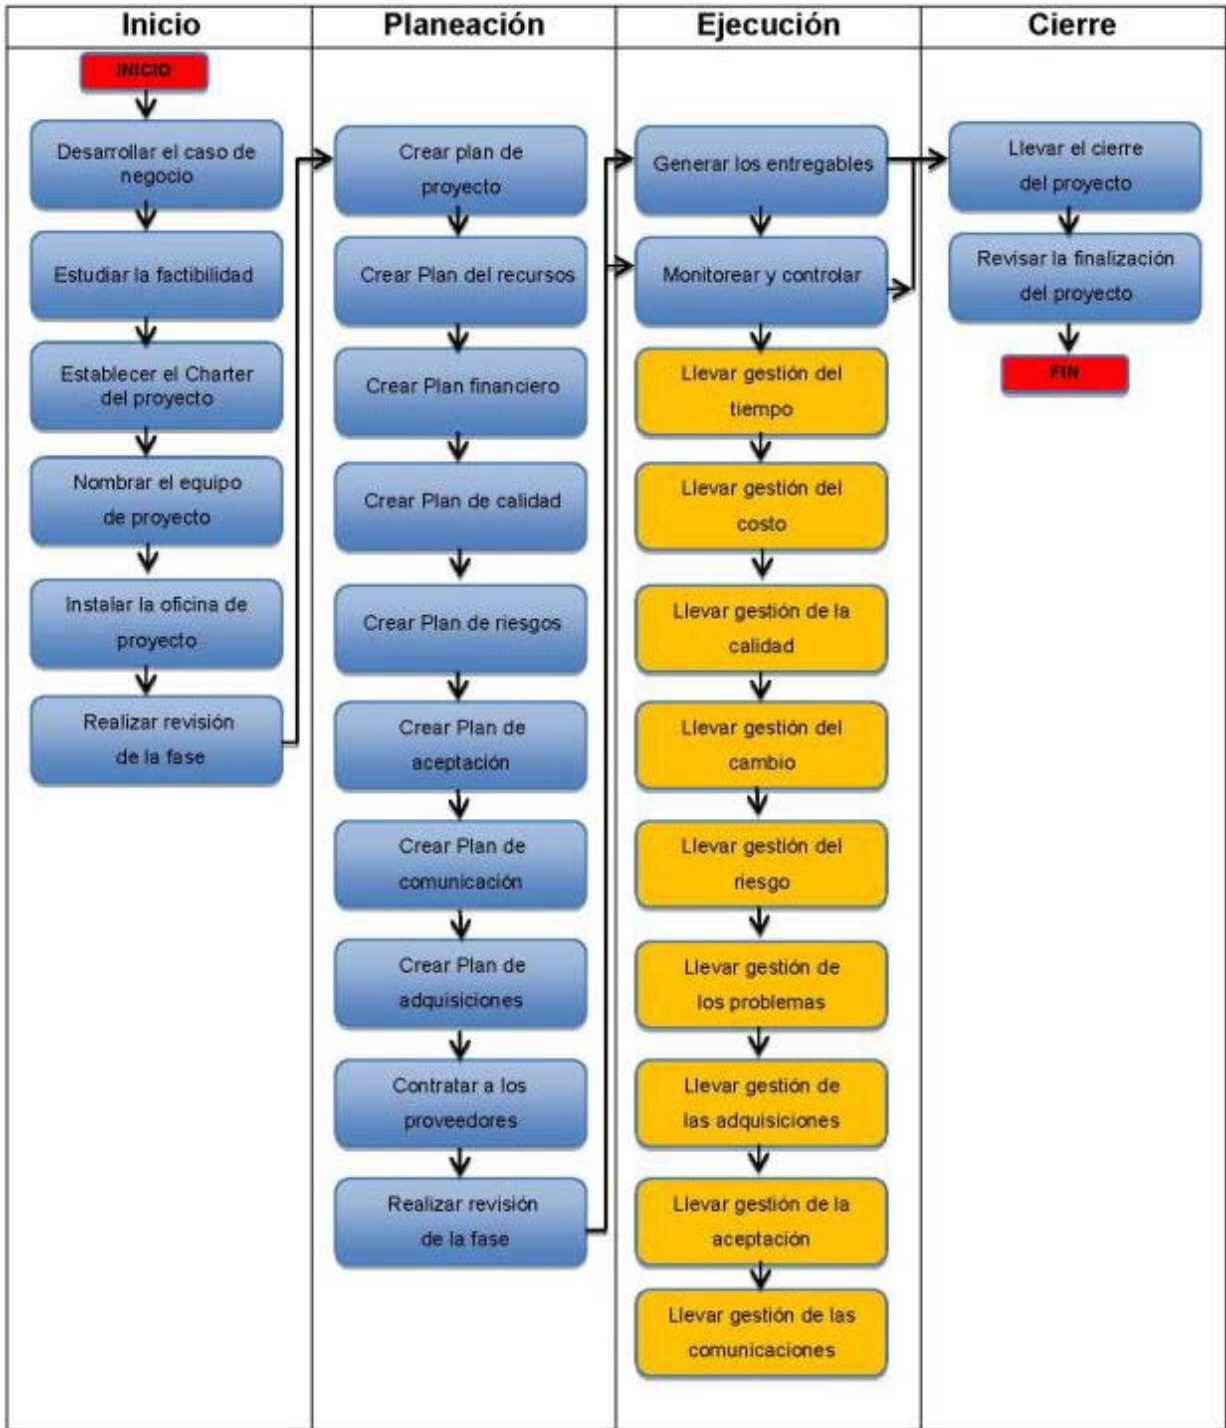 Inicio
Planeación
Ejecución
Cierre
INICIO
Desarrollar el caso de
negocio
Estudiar la factibilidad
Establecer el Charter
del proyecto
Nombrar el equipo
de proyecto
Instalar la oficina de
proyecto
Realizar revisión
de la fase
Crear plan de
proyecto
Crear Plan del recursos
Crear Plan financiero
Crear Plan de calidad
Crear Plan de riesgos
Crear Plan de
aceptación
Crear Plan de
comunicación
Crear Plan de
adquisiciones
Contratar a los
proveedores
Realizar revisión
de la fase
Generar los entregables
Monitorear y controlar
Llevar gestión del
tiempo
Llevar gestión del
costo
Llevar gestión de la
calidad
Llevar gestión del
cambio
Llevar gestión del
riesgo
Llevar gestión de
los problemas
Llevar gestión de
las adquisiciones
Llevar gestión de la
aceptación
Llevar gestión de las
comunicaciones
Llevar el cierre
del proyecto
Revisar la finalización
del proyecto
FIN